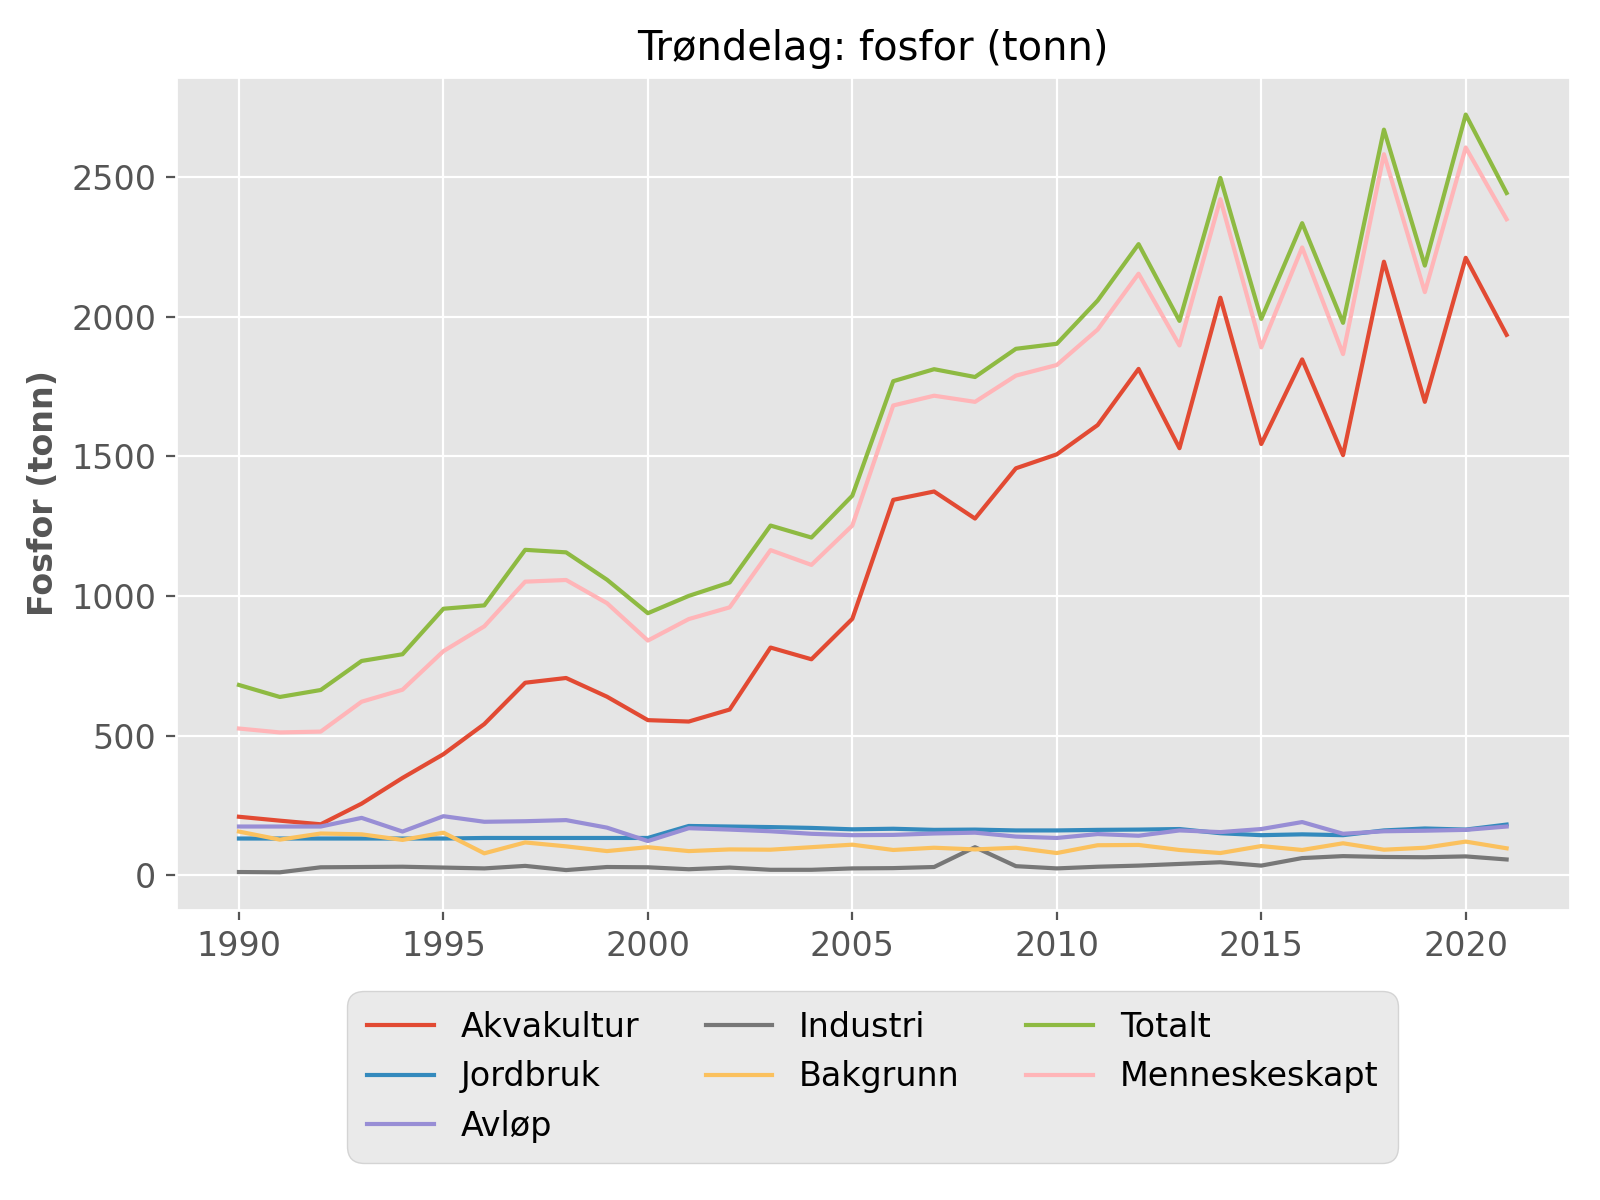 Trøndelag: fosfor (tonn)
Fosfor (tonn)
2500
2000
1500
1000
500
0
1990 1995 2000 2005 2010 2015 2020
Akvakultur Industri Totalt
Jordbruk Bakgrunn Menneskeskapt
Avløp